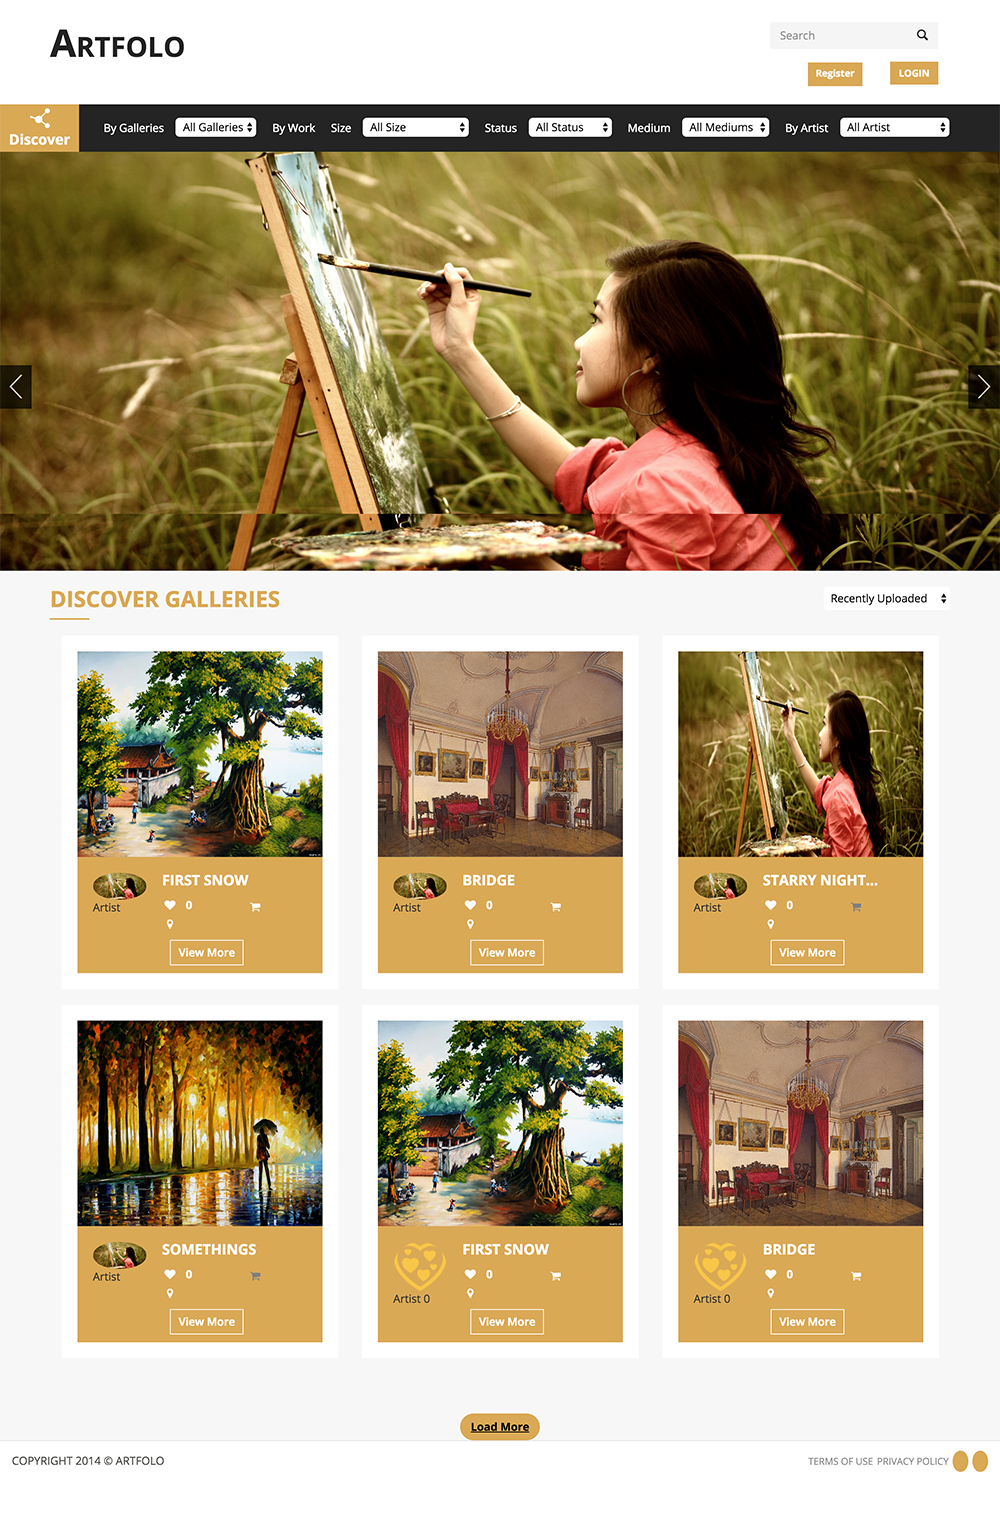 ARTFOLO
Search
Register LOGIN
Discover By Galleries All Galleries By Work Size All Size Status All Status Medium All Mediums By Artist All Artist
DISCOVER GALLERIES
Recently Uploaded
FIRST SNOW
Artist
0
View More
BRIDGE
Artist
0
View More
STARRY NIGHT...
Artist
0
View More
SOMETHINGS
Artist
0
View More
FIRST SNOW
0
Artist 0
View More
BRIDGE
0
Artist 0
View More
Load More
COPYRIGHT 2014 © ARTFOLO
TERMS OF USE PRIVACY POLICY